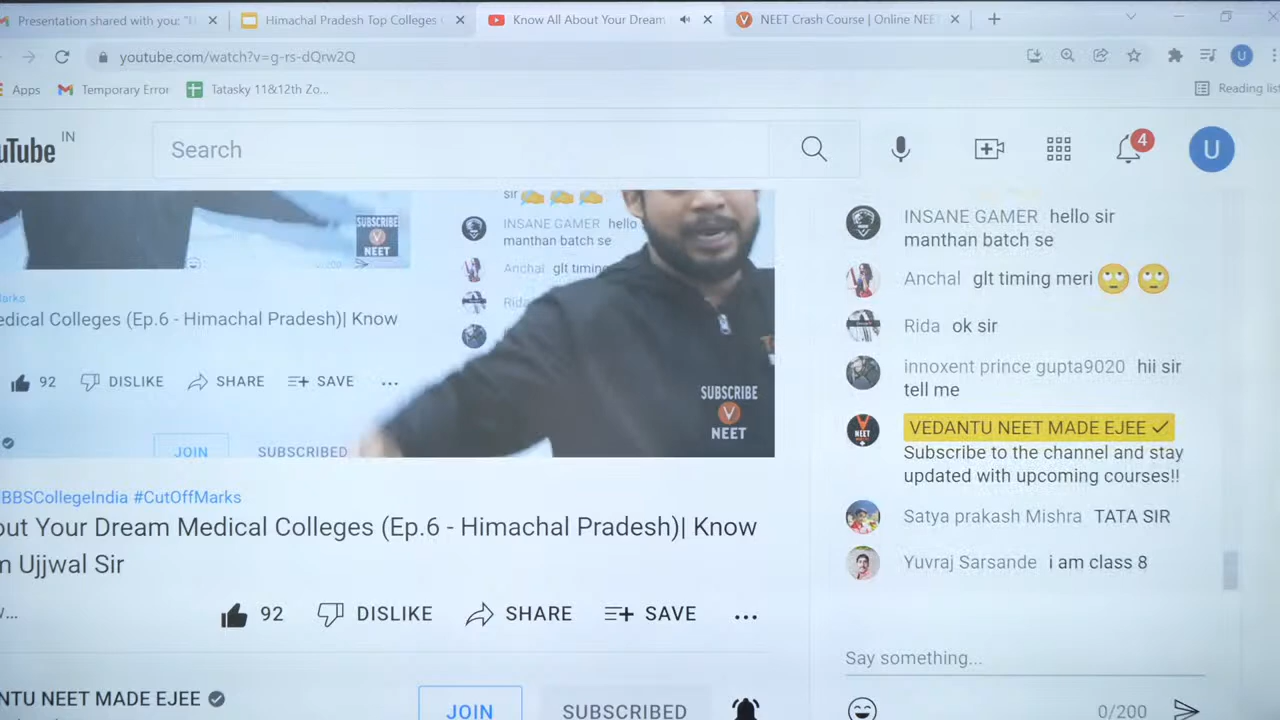 Presentation shared with you: "
Himachal Pradesh Top Colleges
Know All About Your Dream
NEET Crash Course | Online NEE
youtube.com/watch?v=g-rs-dQrw2Q
U
Apps
Temporary Error
Tatasky 11&12th Zo...
Reading list
uTube IN
Search
4
U
sir
SUBSCRIBE
NEET
INSANE GAMER hello
manthan batch se
Anchal glt timing
Rida
Marks
edical Colleges (Ep.6 - Himachal Pradesh)| Know
92 DISLIKE SHARE SAVE ...
JOIN SUBSCRIBED
SUBSCRIBE
V
NEET
BBSCollegeIndia #CutOffMarks
out Your Dream Medical Colleges (Ep.6 - Himachal Pradesh)| Know
m Ujjwal Sir
92 DISLIKE SHARE SAVE ...
NTU NEET MADE EJEE
JOIN SUBSCRIBED
INSANE GAMER hello sir
manthan batch se
Anchal glt timing meri 🙄 🙄
Rida ok sir
innoxent prince gupta9020 hii sir
tell me
VEDANTU NEET MADE EJEE ✓
Subscribe to the channel and stay
updated with upcoming courses!!
Satya prakash Mishra TATA SIR
Yuvraj Sarsande i am class 8
Say something...
0/200